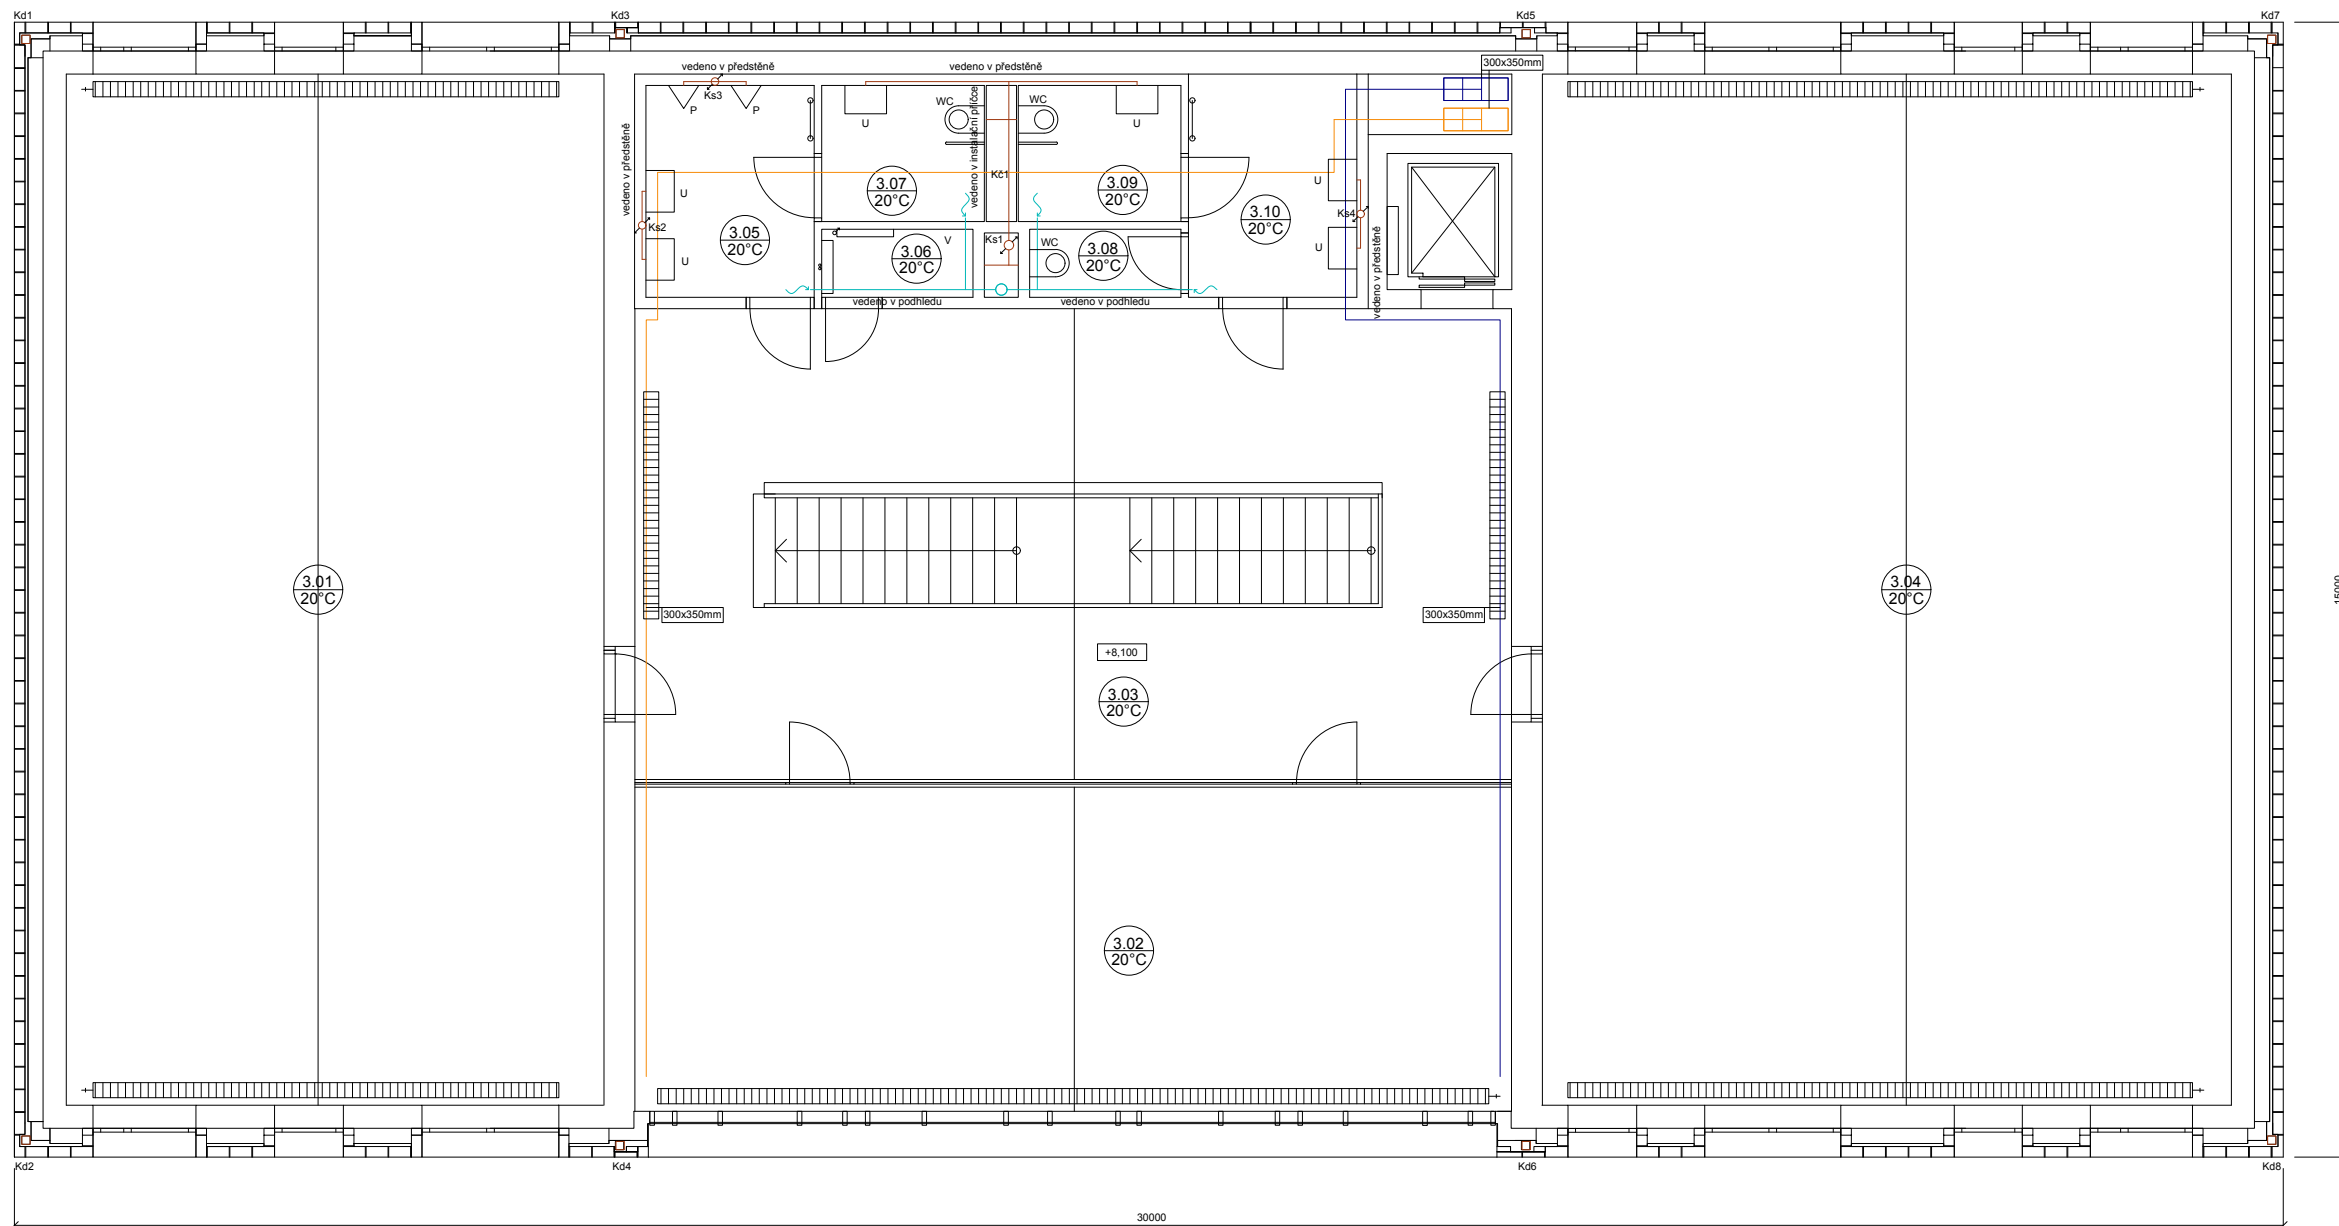 Kd1
Kd3
Kd5
Kd7
vedeno v předstěně
vedeno v předstěně
300x350mm
Ks3
P
P
U
WC
WC
U
vedeno v předstěně
vedeno v instalační příčce
Kč1
3.07
20°C
3.09
20°C
U
U
Ks2
3.05
20°C
U
3.06
20°C
V
Ks1
WC
3.08
20°C
3.10
20°C
Ks4
U
vedeno v předstěně
vedeno v podhledu
vedeno v podhledu
3.01
20°C
3.04
20°C
15000
300x350mm
300x350mm
+8,100
3.03
20°C
3.02
20°C
Kd2
Kd4
Kd6
Kd8
30000